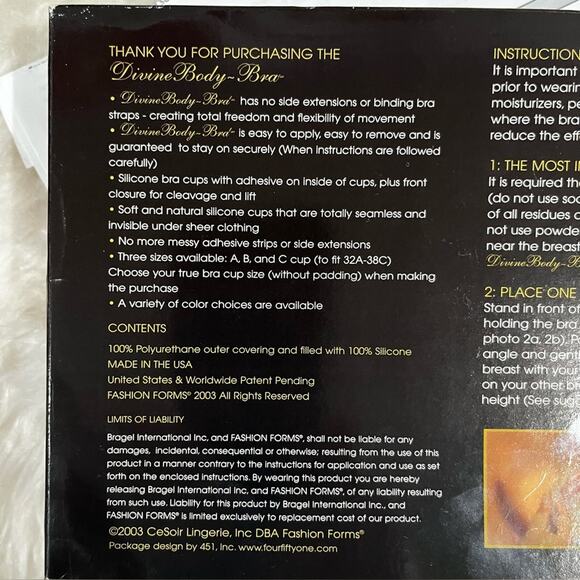 THANK YOU FOR PURCHASING THE
DivineBody~Bra™
• DivineBody~Bra™ has no side extensions or binding bra
straps - creating total freedom and flexibility of movement
• DivineBody~Bra™ is easy to apply, easy to remove and is
guaranteed to stay on securely (When instructions are followed
carefully)
• Silicone bra cups with adhesive on inside of cups, plus front
closure for cleavage and lift
• Soft and natural silicone cups that are totally seamless and
invisible under sheer clothing
• No more messy adhesive strips or side extensions
• Three sizes available: A, B, and C cup (to fit 32A-38C)
Choose your true bra cup size (without padding) when making
the purchase
• A variety of color choices are available
CONTENTS
100% Polyurethane outer covering and filled with 100% Silicone
MADE IN THE USA
United States & Worldwide Patent Pending
FASHION FORMS® 2003 All Rights Reserved
LIMITS OF LIABILITY
Bragel International Inc, and FASHION FORMS®, shall not be liable for any
damages, incidental, consequential or otherwise; resulting from the use of this
product in a manner contrary to the instructions for application and use as set
forth on the enclosed instructions. By wearing this product you are hereby
releasing Bragel International Inc, and FASHION FORMS®, of any liability resulting
from such use. Liability for this product by Bragel International Inc., and
FASHION FORMS® is limited exclusively to replacement cost of our product.
©2003 CeSoir Lingerie, Inc DBA Fashion Forms®
Package design by 451, Inc. www.fourfiftyone.com
INSTRUCTION
It is important
prior to wearin
moisturizers, pe
where the bra
reduce the eff
1: THE MOST I
It is required tha
(do not use soa
of all residues o
not use powde
near the breast
DivineBody~B
2: PLACE ONE
Stand in front of
holding the bra
photo 2a, 2b). Po
angle and gent
breast with your
on your other br
height (See sug